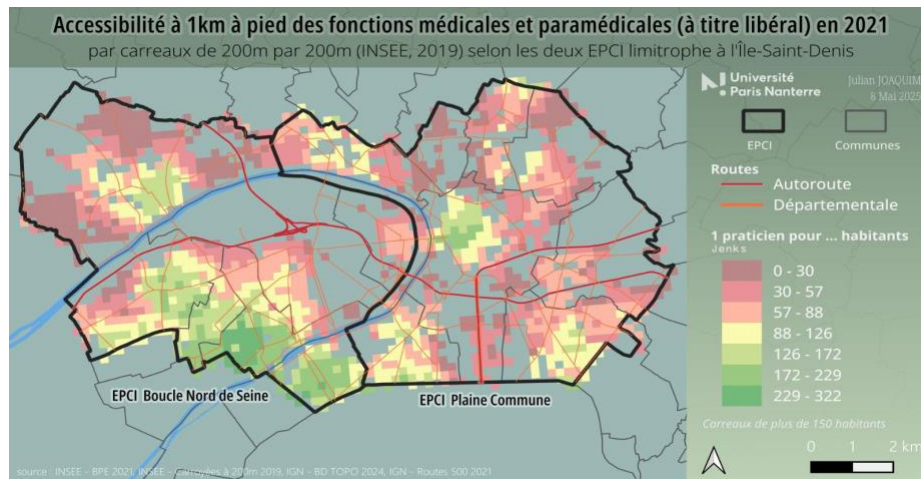 Accessibilité à 1km à pied des fonctions médicales et paramédicales (à titre libéral) en 2021
par carreaux de 200m par 200m (INSEE, 2019) selon les deux EPCI limitrophe à l'Île-Saint-Denis
Université
Paris Nanterre
Julian JOAQUIM
8 Mai 2025
EPCI
Communes
Routes
Autoroute
Départementale
1 praticien pour ... habitants
Jenks
0 - 30
30 - 57
57 - 88
88 - 126
126 - 172
172 - 229
229 - 322
Carreaux de plus de 150 habitants
0 1 2 km
EPCI Boucle Nord de Seine
EPCI Plaine Commune
source : INSEE - BPE 2021, INSEE - Carroyées à 200m 2019, IGN - BD TOPO 2024, IGN - Routes 500 2021